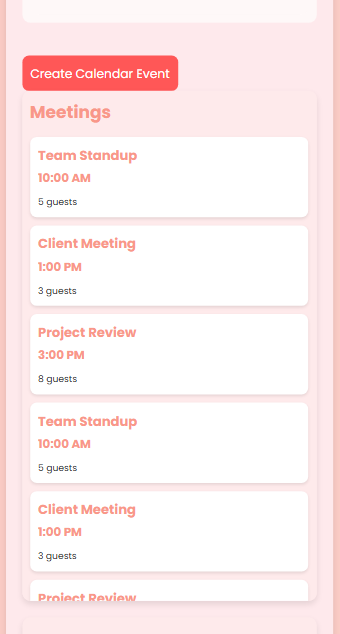 Create Calendar Event
Meetings
Team Standup
10:00 AM
5 guests
Client Meeting
1:00 PM
3 guests
Project Review
3:00 PM
8 guests
Team Standup
10:00 AM
5 guests
Client Meeting
1:00 PM
3 guests
Project Review